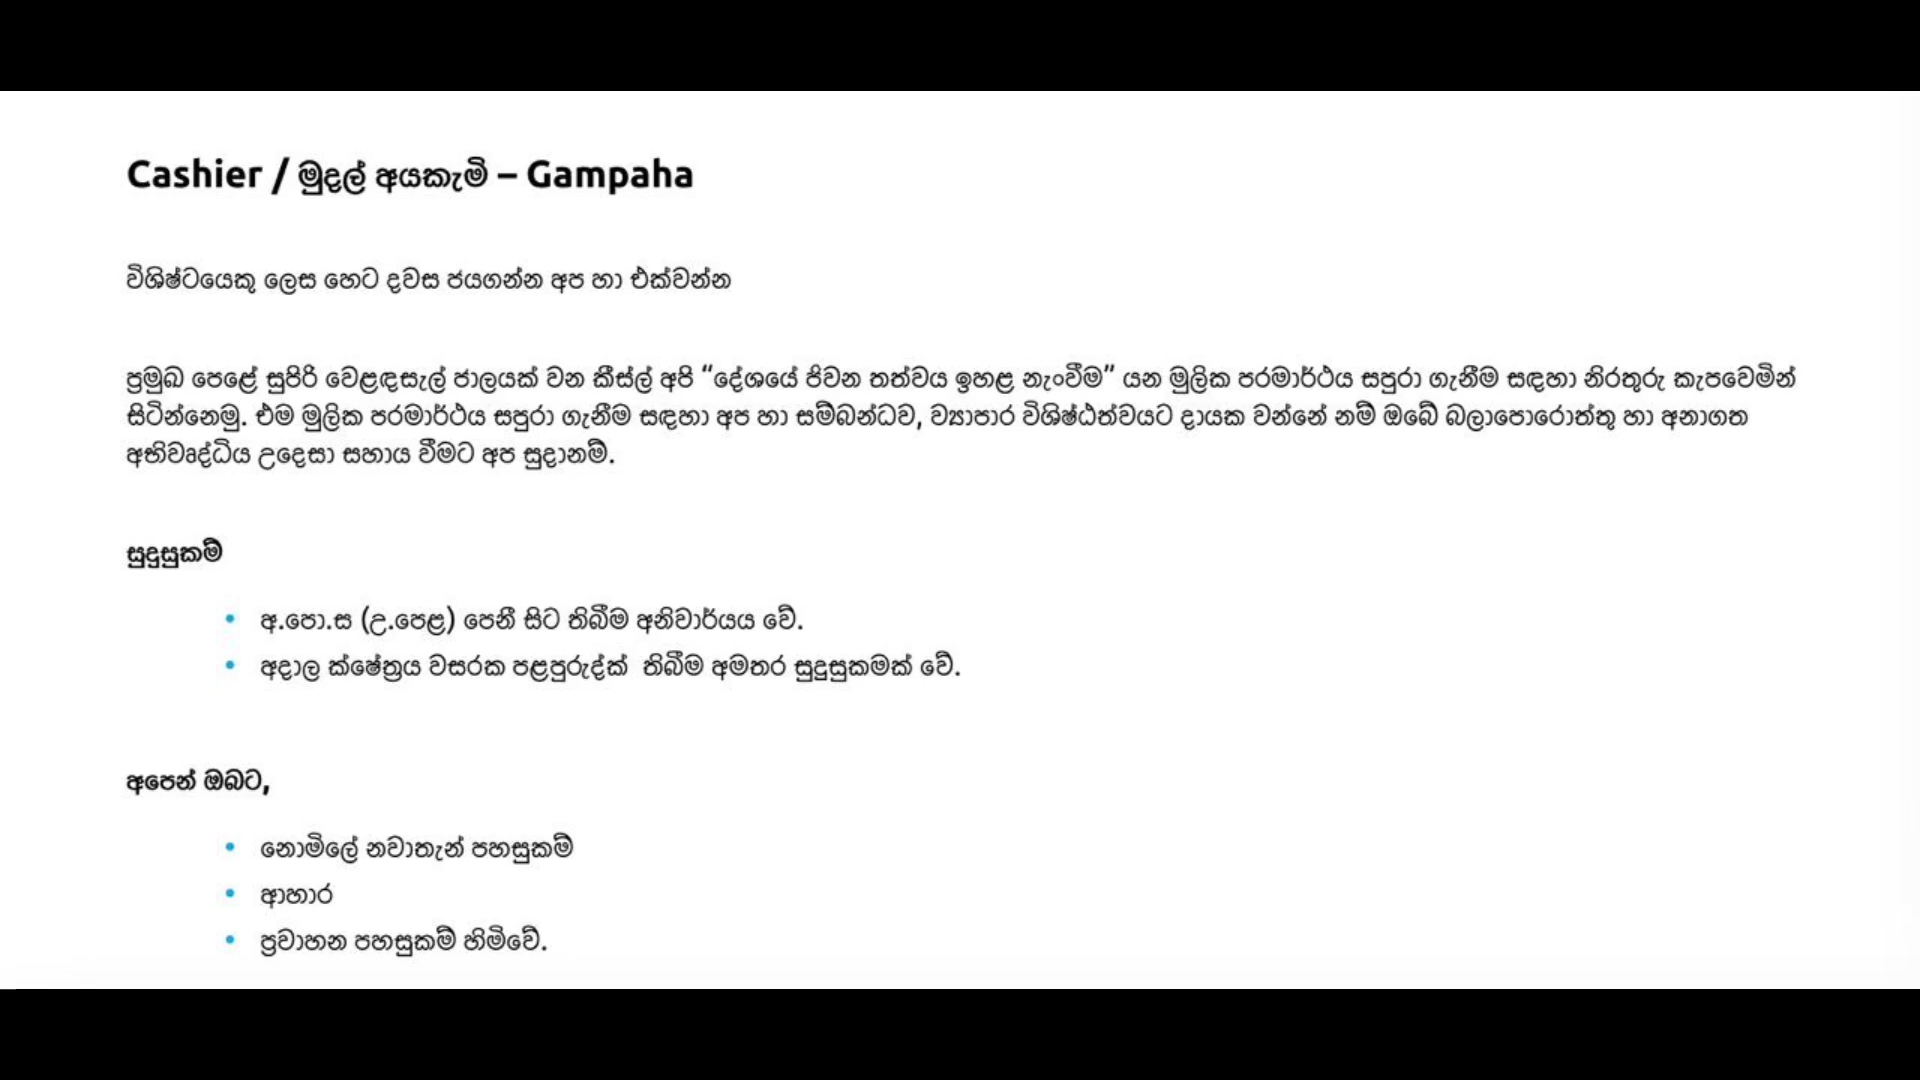 Cashier / මුදල් අයකැමි – Gampaha
විශිෂ්ටයෙකු ලෙස හෙට දවස ජයගන්න අප හා එක්වන්න
ප්‍රමුඛ පෙළේ සුපිරි වෙළඳසැල් ජාලයක් වන කීස්ල් අපි “දේශයේ ජිවන තත්වය ඉහළ නැංවීම” යන මුලික පරමාර්ථය සපුරා ගැනීම සඳහා නිරතුරු කැපවෙමින්
සිටින්නෙමු. එම මුලික පරමාර්ථය සපුරා ගැනීම සඳහා අප හා සම්බන්ධව, ව්‍යාපාර විශිෂ්ඨත්වයට දායක වන්නේ නම් ඔබේ බලාපොරොත්තු හා අනාගත
අභිවෘද්ධිය උදෙසා සහාය වීමට අප සුදානම්.
සුදුසුකම්
• අ.පො.ස (උ.පෙළ) පෙනී සිට තිබීම අනිවාර්යය වේ.
• අදාල ක්ෂේත්‍රය වසරක පළපුරුද්ක් තිබීම අමතර සුදුසුකමක් වේ.
අපෙන් ඔබට,
• නොමිලේ නවාතැන් පහසුකම්
• ආහාර
• ප්‍රවාහන පහසුකම් හිමිවේ.